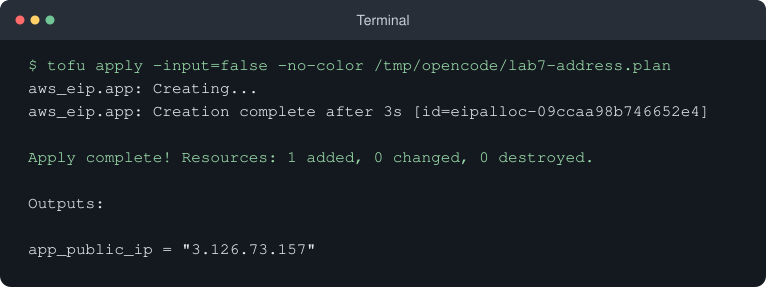 Terminal
$ tofu apply -input=false -no-color /tmp/opencode/lab7-address.plan
aws_eip.app: Creating...
aws_eip.app: Creation complete after 3s [id=eipalloc-09ccaa98b746652e4]
Apply complete! Resources: 1 added, 0 changed, 0 destroyed.
Outputs:
app_public_ip = "3.126.73.157"